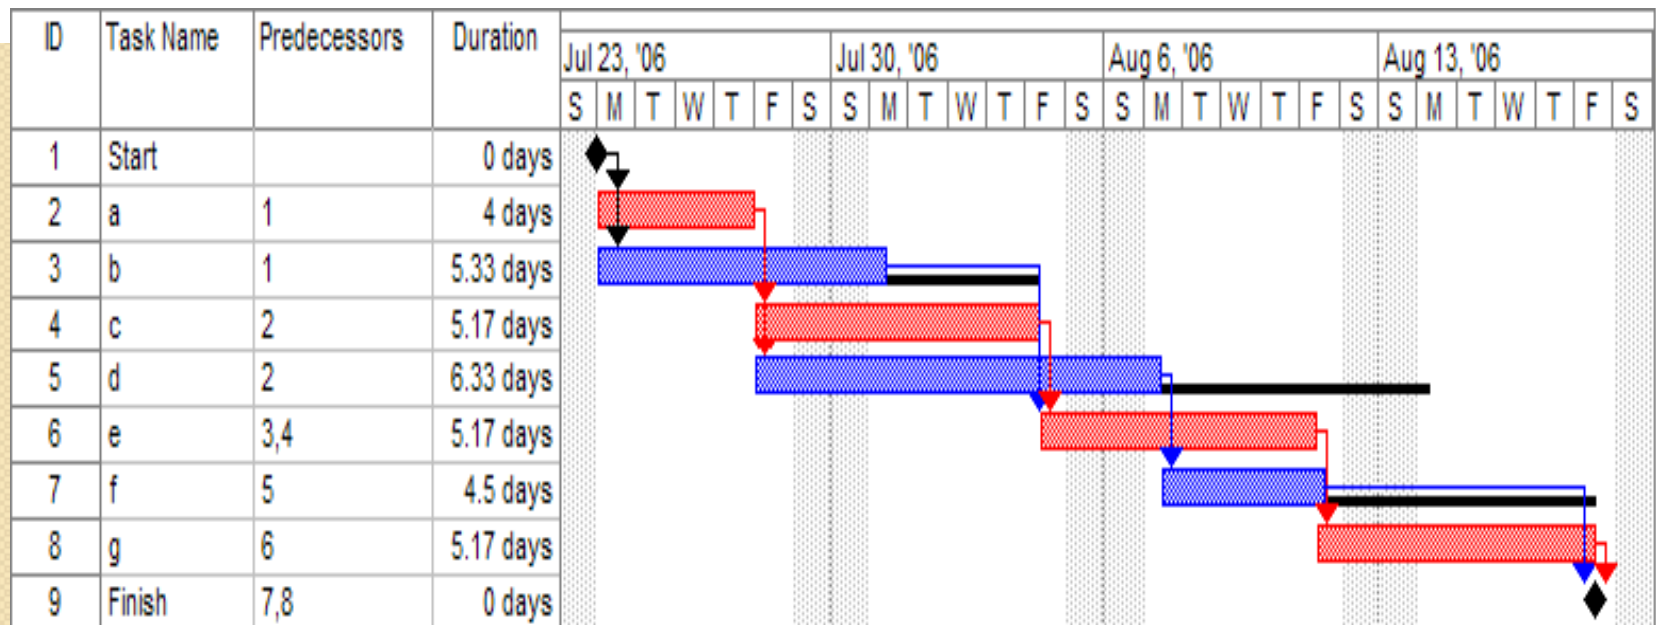 ID Task Name Predecessors Duration
Jul 23, '06 Jul 30, '06 Aug 6, '06 Aug 13, '06
S M T W T F S S M T W T F S S M T W T F S S M T W T F S
1 Start 0 days
2 a 1 4 days
3 b 1 5.33 days
4 c 2 5.17 days
5 d 2 6.33 days
6 e 3,4 5.17 days
7 f 5 4.5 days
8 g 6 5.17 days
9 Finish 7,8 0 days